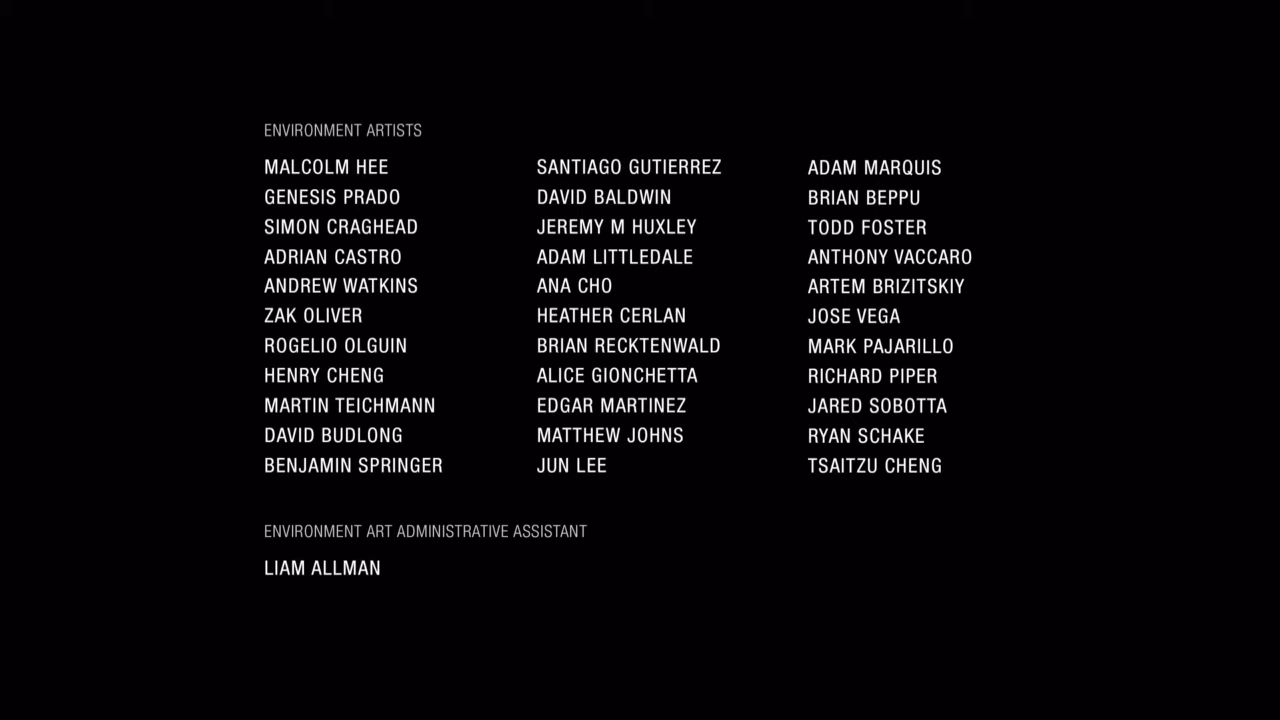 ENVIRONMENT ARTISTS
MALCOLM HEE
GENESIS PRADO
SIMON CRAGHEAD
ADRIAN CASTRO
ANDREW WATKINS
ZAK OLIVER
ROGELIO OLGUIN
HENRY CHENG
MARTIN TEICHMANN
DAVID BUDLONG
BENJAMIN SPRINGER
SANTIAGO GUTIERREZ
DAVID BALDWIN
JEREMY M HUXLEY
ADAM LITTLEDALE
ANA CHO
HEATHER CERLAN
BRIAN RECKTENWALD
ALICE GIONCHETTA
EDGAR MARTINEZ
MATTHEW JOHNS
JUN LEE
ADAM MARQUIS
BRIAN BEPPU
TODD FOSTER
ANTHONY VACCARO
ARTEM BRIZITSKIY
JOSE VEGA
MARK PAJARILLO
RICHARD PIPER
JARED SOBOTTA
RYAN SCHAKE
TSAITZU CHENG
ENVIRONMENT ART ADMINISTRATIVE ASSISTANT
LIAM ALLMAN